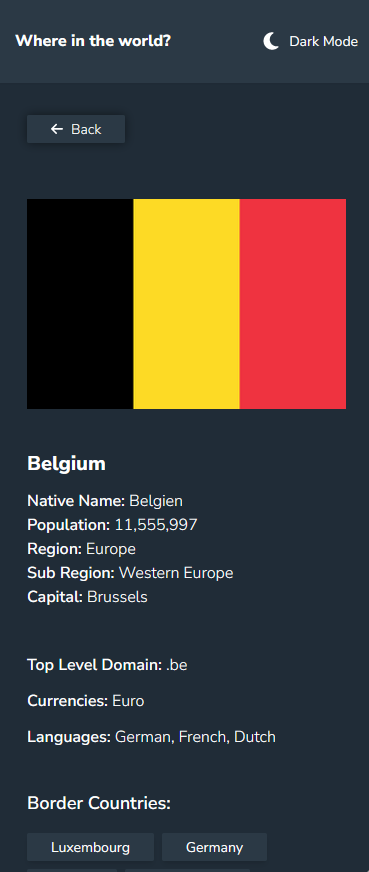 Where in the world?
Dark Mode
Back
Belgium
Native Name: Belgien
Population: 11,555,997
Region: Europe
Sub Region: Western Europe
Capital: Brussels
Top Level Domain: .be
Currencies: Euro
Languages: German, French, Dutch
Border Countries:
Luxembourg
Germany